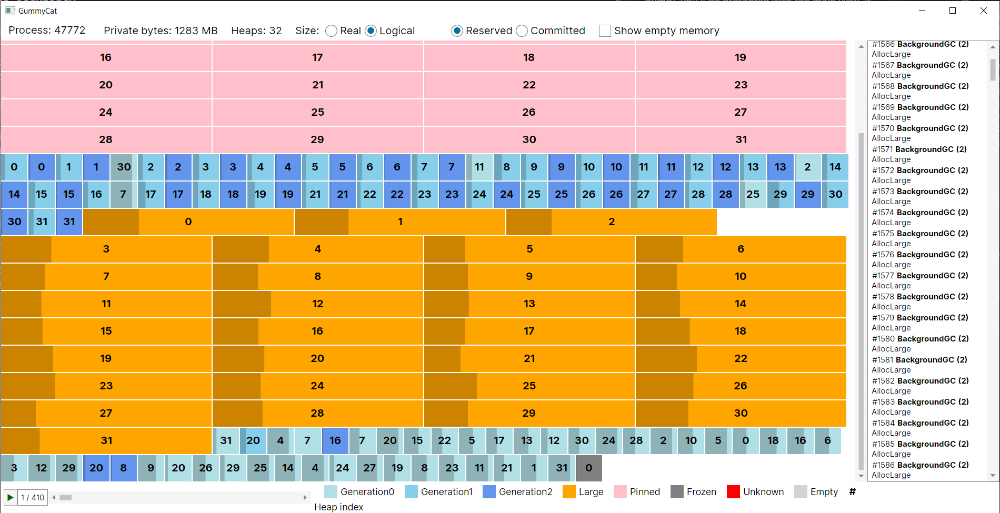 GummyCat
Process: 47772 Private bytes: 1283 MB Heaps: 32 Size: Real Logical Reserved Committed Show empty memory
16 17 18 19
20 21 22 23
24 25 26 27
28 29 30 31
0 0 1 1 30 2 2 3 3 4 4 5 5 6 6 7 7 11 8 9 9 10 10 11 11 12 12 13 13 2 14
14 15 15 16 7 17 17 18 18 19 19 21 21 22 22 23 23 24 24 25 25 26 26 27 27 28 28 25 29 29 30
30 31 31 0 1 2
3 4 5 6
7 8 9 10
11 12 13 14
15 16 17 18
19 20 21 22
23 24 25 26
27 28 29 30
31 31 20 4 7 16 7 20 15 22 5 17 13 12 30 24 28 2 10 5 0 18 16 6
3 12 29 20 8 9 20 26 29 25 14 4 24 27 19 8 23 11 21 1 31 0
#1566 BackgroundGC (2)
AllocLarge
#1567 BackgroundGC (2)
AllocLarge
#1568 BackgroundGC (2)
AllocLarge
#1569 BackgroundGC (2)
AllocLarge
#1570 BackgroundGC (2)
AllocLarge
#1571 BackgroundGC (2)
AllocLarge
#1572 BackgroundGC (2)
AllocLarge
#1573 BackgroundGC (2)
AllocLarge
#1574 BackgroundGC (2)
AllocLarge
#1575 BackgroundGC (2)
AllocLarge
#1576 BackgroundGC (2)
AllocLarge
#1577 BackgroundGC (2)
AllocLarge
#1578 BackgroundGC (2)
AllocLarge
#1579 BackgroundGC (2)
AllocLarge
#1580 BackgroundGC (2)
AllocLarge
#1581 BackgroundGC (2)
AllocLarge
#1582 BackgroundGC (2)
AllocLarge
#1583 BackgroundGC (2)
AllocLarge
#1584 BackgroundGC (2)
AllocLarge
#1585 BackgroundGC (2)
AllocLarge
#1586 BackgroundGC (2)
AllocLarge
1 / 410
Generation0 Generation1 Generation2 Large Pinned Frozen Unknown Empty #
Heap index